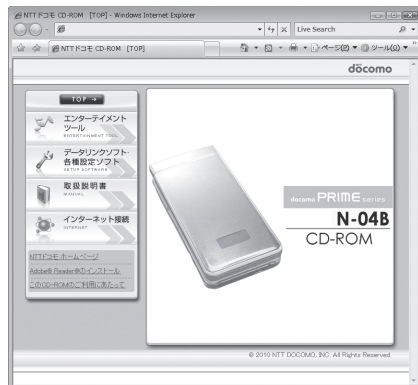 NTTドコモ CD-ROM [TOP] - Windows Internet Explorer
Live Search
NTTドコモ CD-ROM [TOP]
ページ(P)
ツール(O)
döcomo
TOP →
エンターテイメント
ツール
ENTERTAINMENT TOOL
データリンクソフト・
各種設定ソフト
SETUP SOFTWARE
取扱説明書
MANUAL
インターネット接続
INTERNET
NTTドコモ ホームページ
Adobe® Reader®のインストール
このCD-ROMのご利用にあたって
docomo PRIME series
N-04B
CD-ROM
© 2010 NTT DOCOMO, INC. All Rights Reserved.